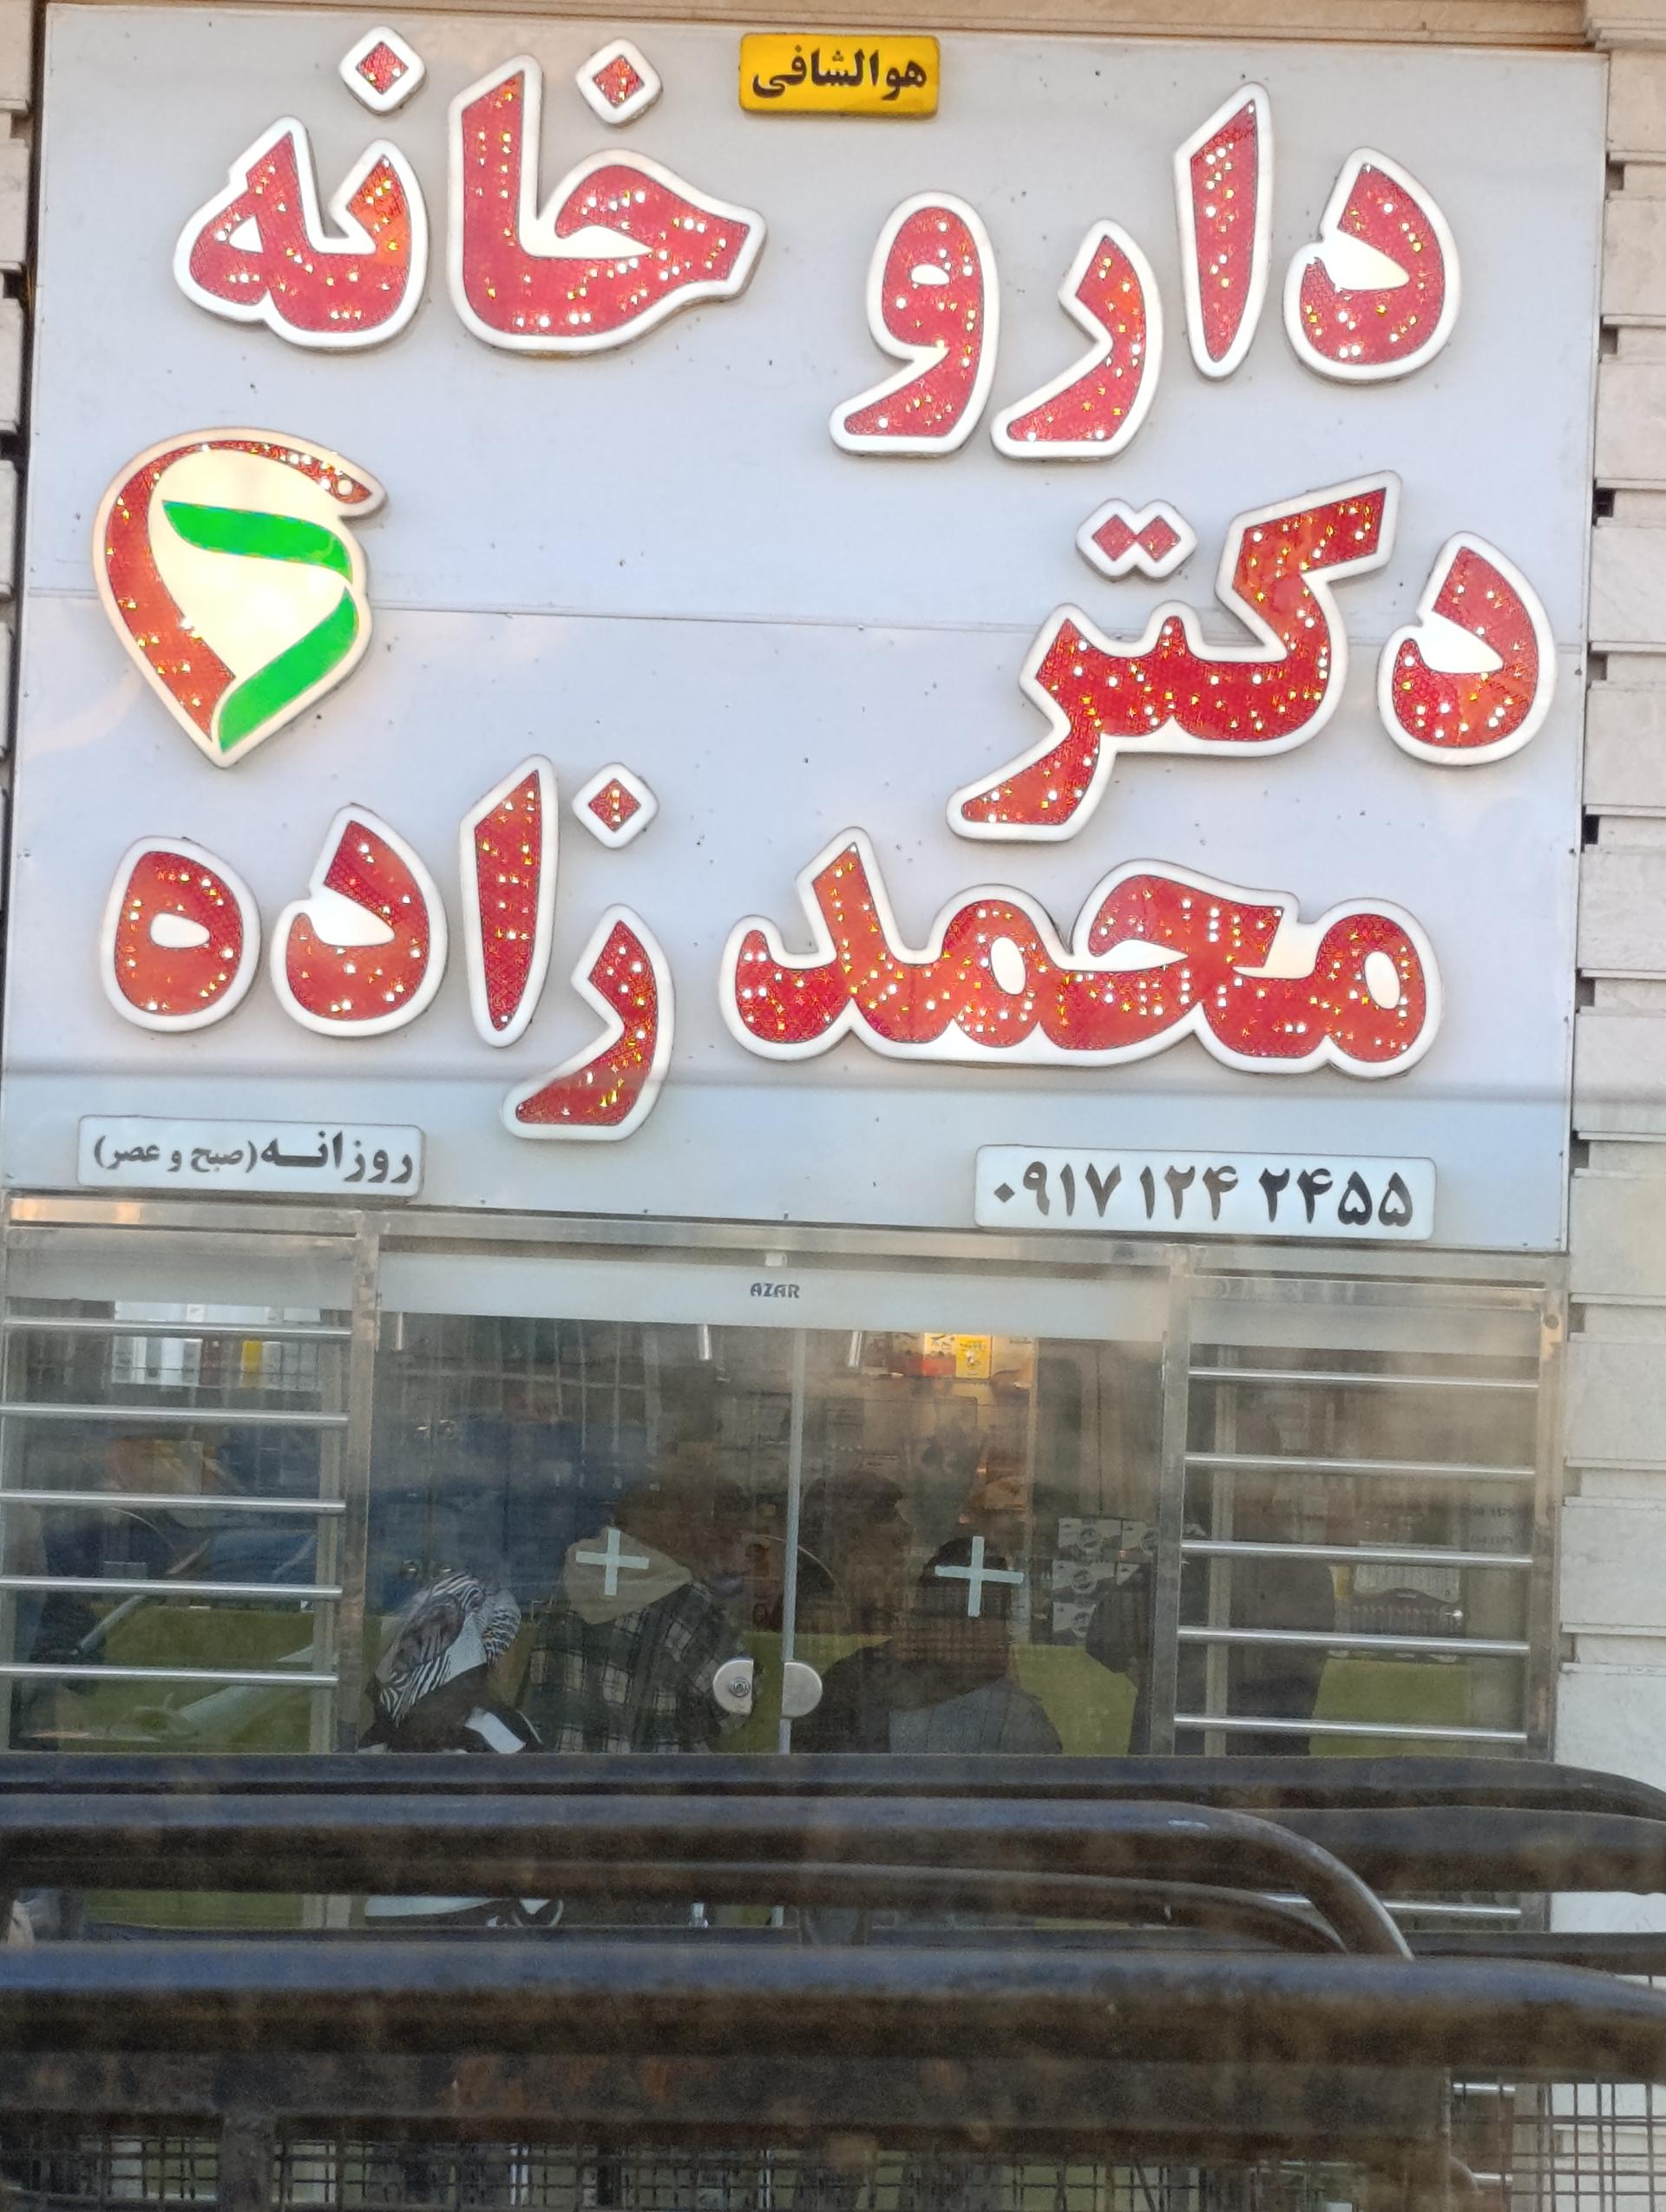 هوالشافی
داروخانه
دکتر
محمدزاده
روزانه (صبح و عصر)
۰۹۱۷ ۱۲۴ ۲۴۵۵
AZAR